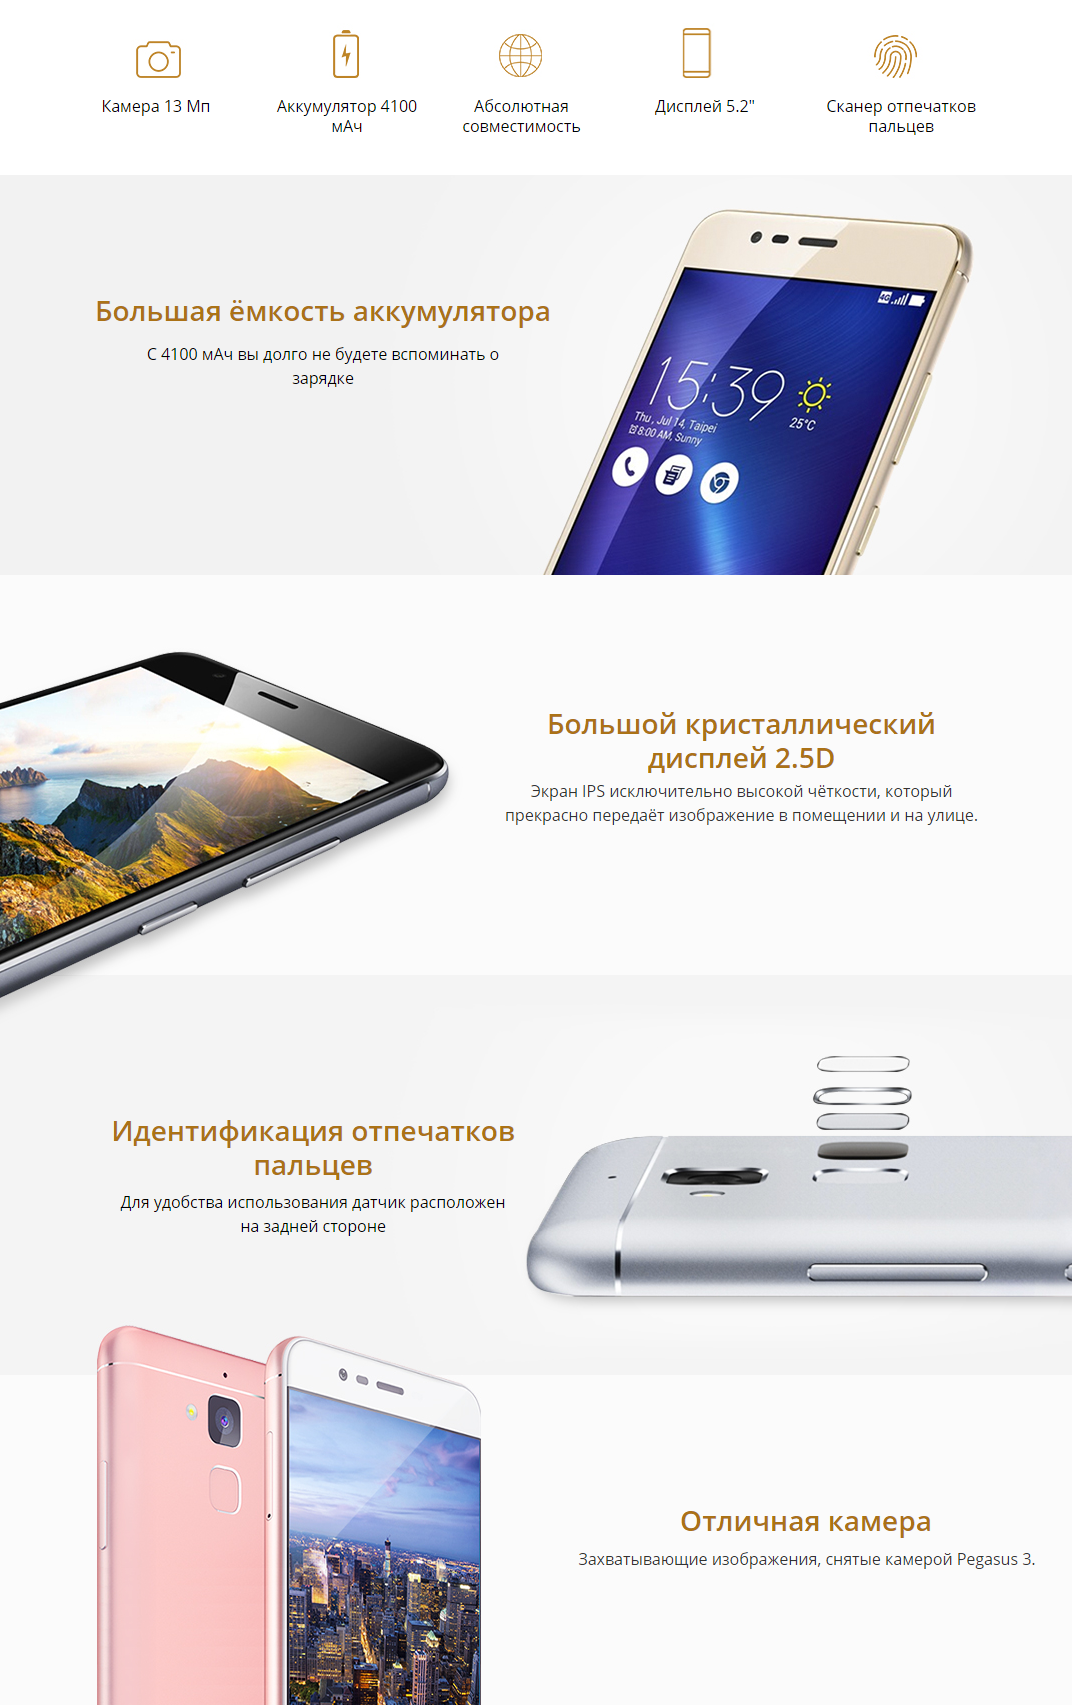 Камера 13 Мп
Аккумулятор 4100
мАч
Абсолютная
совместимость
Дисплей 5.2"
Сканер отпечатков
пальцев
Большая ёмкость аккумулятора
С 4100 мАч вы долго не будете вспоминать о
зарядке
4G
15:39
25°C
Thu, Jul 14, Taipei
8:00 AM, Sunny
Большой кристаллический
дисплей 2.5D
Экран IPS исключительно высокой чёткости, который
прекрасно передаёт изображение в помещении и на улице.
Идентификация отпечатков
пальцев
Для удобства использования датчик расположен
на задней стороне
Отличная камера
Захватывающие изображения, снятые камерой Pegasus 3.